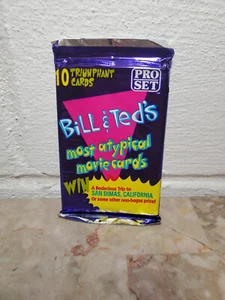 10 TRIUMPHANT
CARDS
PRO
SET
Bill & Ted's
most atypical
movie cards
WIN
A Bodacious Trip to
SAN DIMAS, CALIFORNIA
Or some other non-bogus prize!